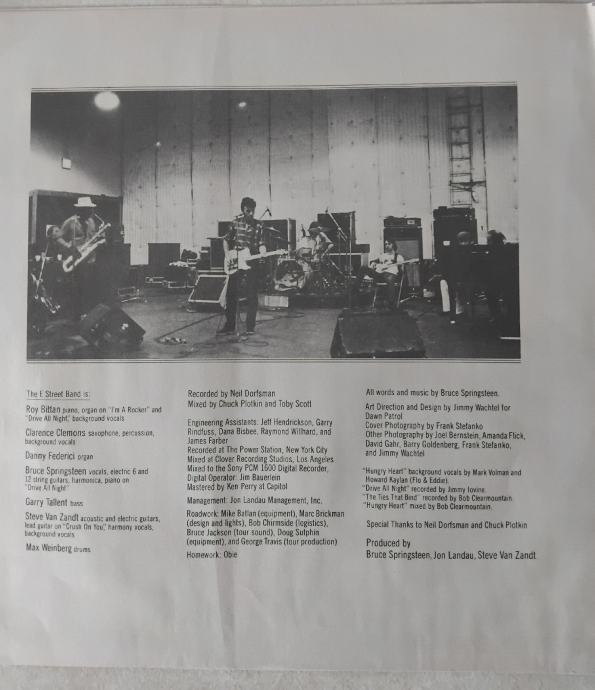 The E Street Band is:
Roy Bittan piano, organ on "I'm A Rocker" and
"Drive All Night," background vocals
Clarence Clemons saxophone, percussion,
background vocals
Danny Federici organ
Bruce Springsteen vocals, electric 6 and
12 string guitars, harmonica, piano on
"Drive All Night"
Garry Tallent bass
Steve Van Zandt acoustic and electric guitars,
lead guitar on "Crush On You," harmony vocals,
background vocals
Max Weinberg drums
Recorded by Neil Dorfsman
Mixed by Chuck Plotkin and Toby Scott
Engineering Assistants: Jeff Hendrickson, Garry
Rindfuss, Dana Bisbee, Raymond Willhard, and
James Farber
Recorded at The Power Station, New York City
Mixed at Clover Recording Studios, Los Angeles
Mixed to the Sony PCM 1600 Digital Recorder,
Digital Operator: Jim Bauerlein
Mastered by Ken Perry at Capitol
Management: Jon Landau Management, Inc.
Roadwork: Mike Batlan (equipment), Marc Brickman
(design and lights), Bob Chirmside (logistics),
Bruce Jackson (tour sound), Doug Sutphin
(equipment), and George Travis (tour production)
Homework: Obie
All words and music by Bruce Springsteen.
Art Direction and Design by Jimmy Wachtel for
Dawn Patrol
Cover Photography by Frank Stefanko
Other Photography by Joel Bernstein, Amanda Flick,
David Gahr, Barry Goldenberg, Frank Stefanko,
and Jimmy Wachtel
"Hungry Heart" background vocals by Mark Volman and
Howard Kaylan (Flo & Eddie).
"Drive All Night" recorded by Jimmy Iovine.
"The Ties That Bind" recorded by Bob Clearmountain.
"Hungry Heart" mixed by Bob Clearmountain.
Special Thanks to Neil Dorfsman and Chuck Plotkin
Produced by
Bruce Springsteen, Jon Landau, Steve Van Zandt